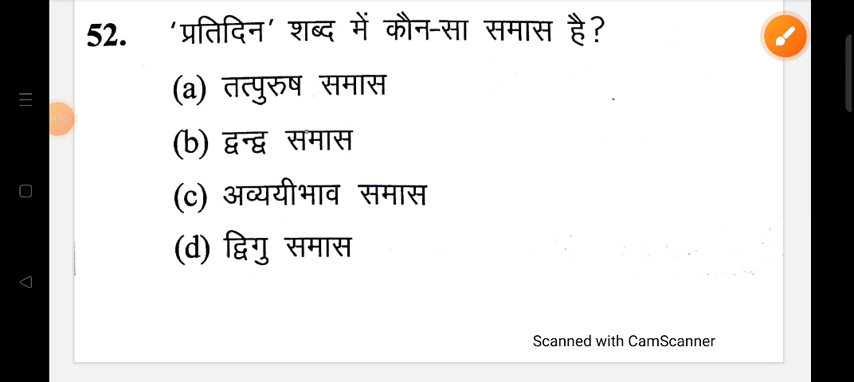 52. ‘प्रतिदिन’ शब्द में कौन-सा समास है?
(a) तत्पुरुष समास
(b) द्वन्द्व समास
(c) अव्ययीभाव समास
(d) द्विगु समास
Scanned with CamScanner